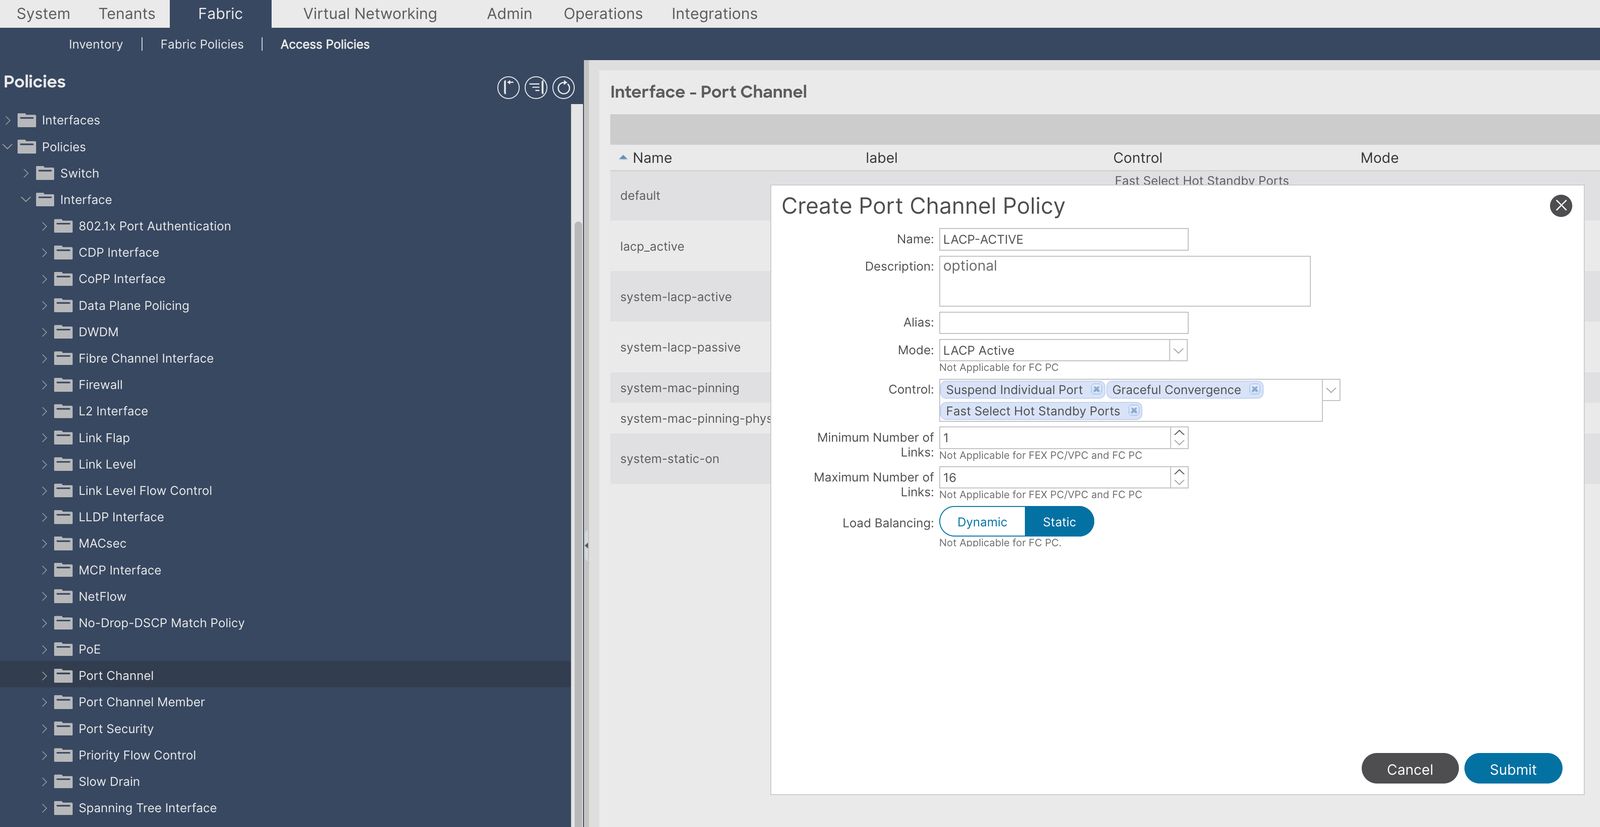 System Tenants Fabric Virtual Networking Admin Operations Integrations
Inventory | Fabric Policies | Access Policies
Policies
Interfaces
Policies
Switch
Interface
802.1x Port Authentication
CDP Interface
CoPP Interface
Data Plane Policing
DWDM
Fibre Channel Interface
Firewall
L2 Interface
Link Flap
Link Level
Link Level Flow Control
LLDP Interface
MACsec
MCP Interface
NetFlow
No-Drop-DSCP Match Policy
PoE
Port Channel
Port Channel Member
Port Security
Priority Flow Control
Slow Drain
Spanning Tree Interface
Interface - Port Channel
Name label Control Mode
Fast Select Hot Standby Ports
default
lacp_active
system-lacp-active
system-lacp-passive
system-mac-pinning
system-mac-pinning-phys
system-static-on
Create Port Channel Policy
Name: LACP-ACTIVE
Description: optional
Alias:
Mode: LACP Active
Not Applicable for FC PC
Control: Suspend Individual Port Graceful Convergence
Fast Select Hot Standby Ports
Minimum Number of Links: 1
Not Applicable for FEX PC/VPC and FC PC
Maximum Number of Links: 16
Not Applicable for FEX PC/VPC and FC PC
Load Balancing: Dynamic Static
Not Applicable for FC PC.
Cancel Submit